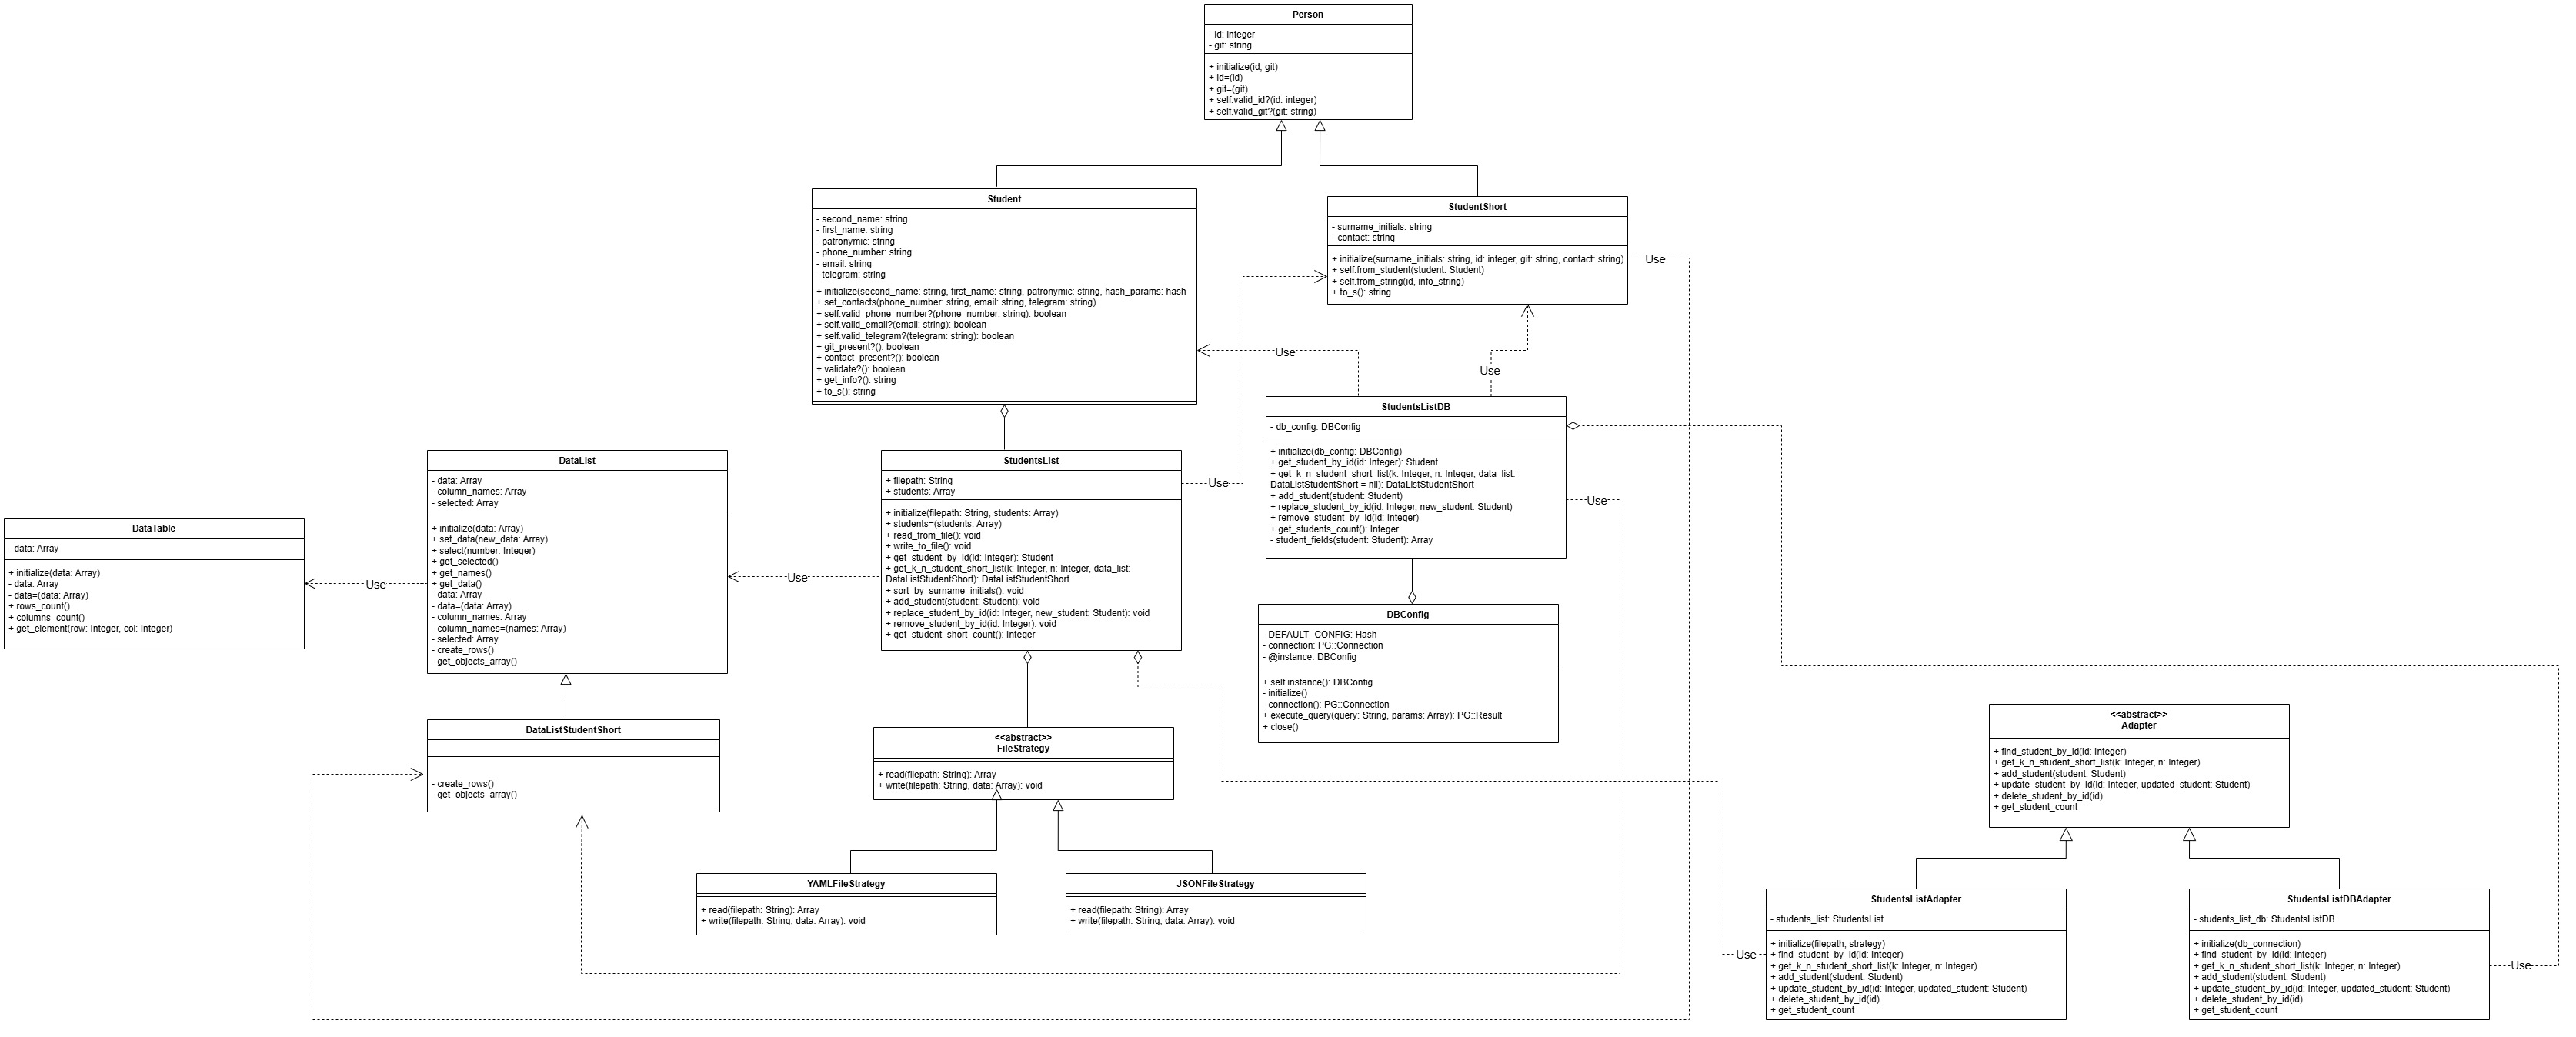 Person
- id: integer
- git: string
+ initialize(id, git)
+ id=(id)
+ git=(git)
+ self.valid_id?(id: integer)
+ self.valid_git?(git: string)
Student
- second_name: string
- first_name: string
- patronymic: string
- phone_number: string
- email: string
- telegram: string
+ initialize(second_name: string, first_name: string, patronymic: string, hash_params: hash
+ set_contacts(phone_number: string, email: string, telegram: string)
+ self.valid_phone_number?(phone_number: string): boolean
+ self.valid_email?(email: string): boolean
+ self.valid_telegram?(telegram: string): boolean
+ git_present?(): boolean
+ contact_present?(): boolean
+ validate?(): boolean
+ get_info?(): string
+ to_s(): string
StudentShort
- surname_initials: string
- contact: string
+ initialize(surname_initials: string, id: integer, git: string, contact: string)
+ self.from_student(student: Student)
+ self.from_string(id, info_string)
+ to_s(): string
Use
Use
Use
StudentsListDB
- db_config: DBConfig
+ initialize(db_config: DBConfig)
+ get_student_by_id(id: Integer): Student
+ get_k_n_student_short_list(k: Integer, n: Integer, data_list:
DataListStudentShort = nil): DataListStudentShort
+ add_student(student: Student)
+ replace_student_by_id(id: Integer, new_student: Student)
+ remove_student_by_id(id: Integer)
+ get_students_count(): Integer
- student_fields(student: Student): Array
Use
DataList
- data: Array
- column_names: Array
- selected: Array
+ initialize(data: Array)
+ set_data(new_data: Array)
+ select(number: Integer)
+ get_selected()
+ get_names()
+ get_data()
- data: Array
- data=(data: Array)
- column_names: Array
- column_names=(names: Array)
- selected: Array
- create_rows()
- get_objects_array()
StudentsList
+ filepath: String
+ students: Array
+ initialize(filepath: String, students: Array)
+ students=(students: Array)
+ read_from_file(): void
+ write_to_file(): void
+ get_student_by_id(id: Integer): Student
+ get_k_n_student_short_list(k: Integer, n: Integer, data_list:
DataListStudentShort): DataListStudentShort
+ sort_by_surname_initials(): void
+ add_student(student: Student): void
+ replace_student_by_id(id: Integer, new_student: Student): void
+ remove_student_by_id(id: Integer): void
+ get_student_short_count(): Integer
Use
Use
DataTable
- data: Array
+ initialize(data: Array)
- data: Array
- data=(data: Array)
+ rows_count()
+ columns_count()
+ get_element(row: Integer, col: Integer)
Use
DBConfig
- DEFAULT_CONFIG: Hash
- connection: PG::Connection
- @instance: DBConfig
+ self.instance(): DBConfig
- initialize()
- connection(): PG::Connection
+ execute_query(query: String, params: Array): PG::Result
+ close()
DataListStudentShort
- create_rows()
- get_objects_array()
<<abstract>>
FileStrategy
+ read(filepath: String): Array
+ write(filepath: String, data: Array): void
<<abstract>>
Adapter
+ find_student_by_id(id: Integer)
+ get_k_n_student_short_list(k: Integer, n: Integer)
+ add_student(student: Student)
+ update_student_by_id(id: Integer, updated_student: Student)
+ delete_student_by_id(id)
+ get_student_count
YAMLFileStrategy
+ read(filepath: String): Array
+ write(filepath: String, data: Array): void
JSONFileStrategy
+ read(filepath: String): Array
+ write(filepath: String, data: Array): void
Use
StudentsListAdapter
- students_list: StudentsList
+ initialize(filepath, strategy)
+ find_student_by_id(id: Integer)
+ get_k_n_student_short_list(k: Integer, n: Integer)
+ add_student(student: Student)
+ update_student_by_id(id: Integer, updated_student: Student)
+ delete_student_by_id(id)
+ get_student_count
StudentsListDBAdapter
- students_list_db: StudentsListDB
+ initialize(db_connection)
+ find_student_by_id(id: Integer)
+ get_k_n_student_short_list(k: Integer, n: Integer)
+ add_student(student: Student)
+ update_student_by_id(id: Integer, updated_student: Student)
+ delete_student_by_id(id)
+ get_student_count
Use